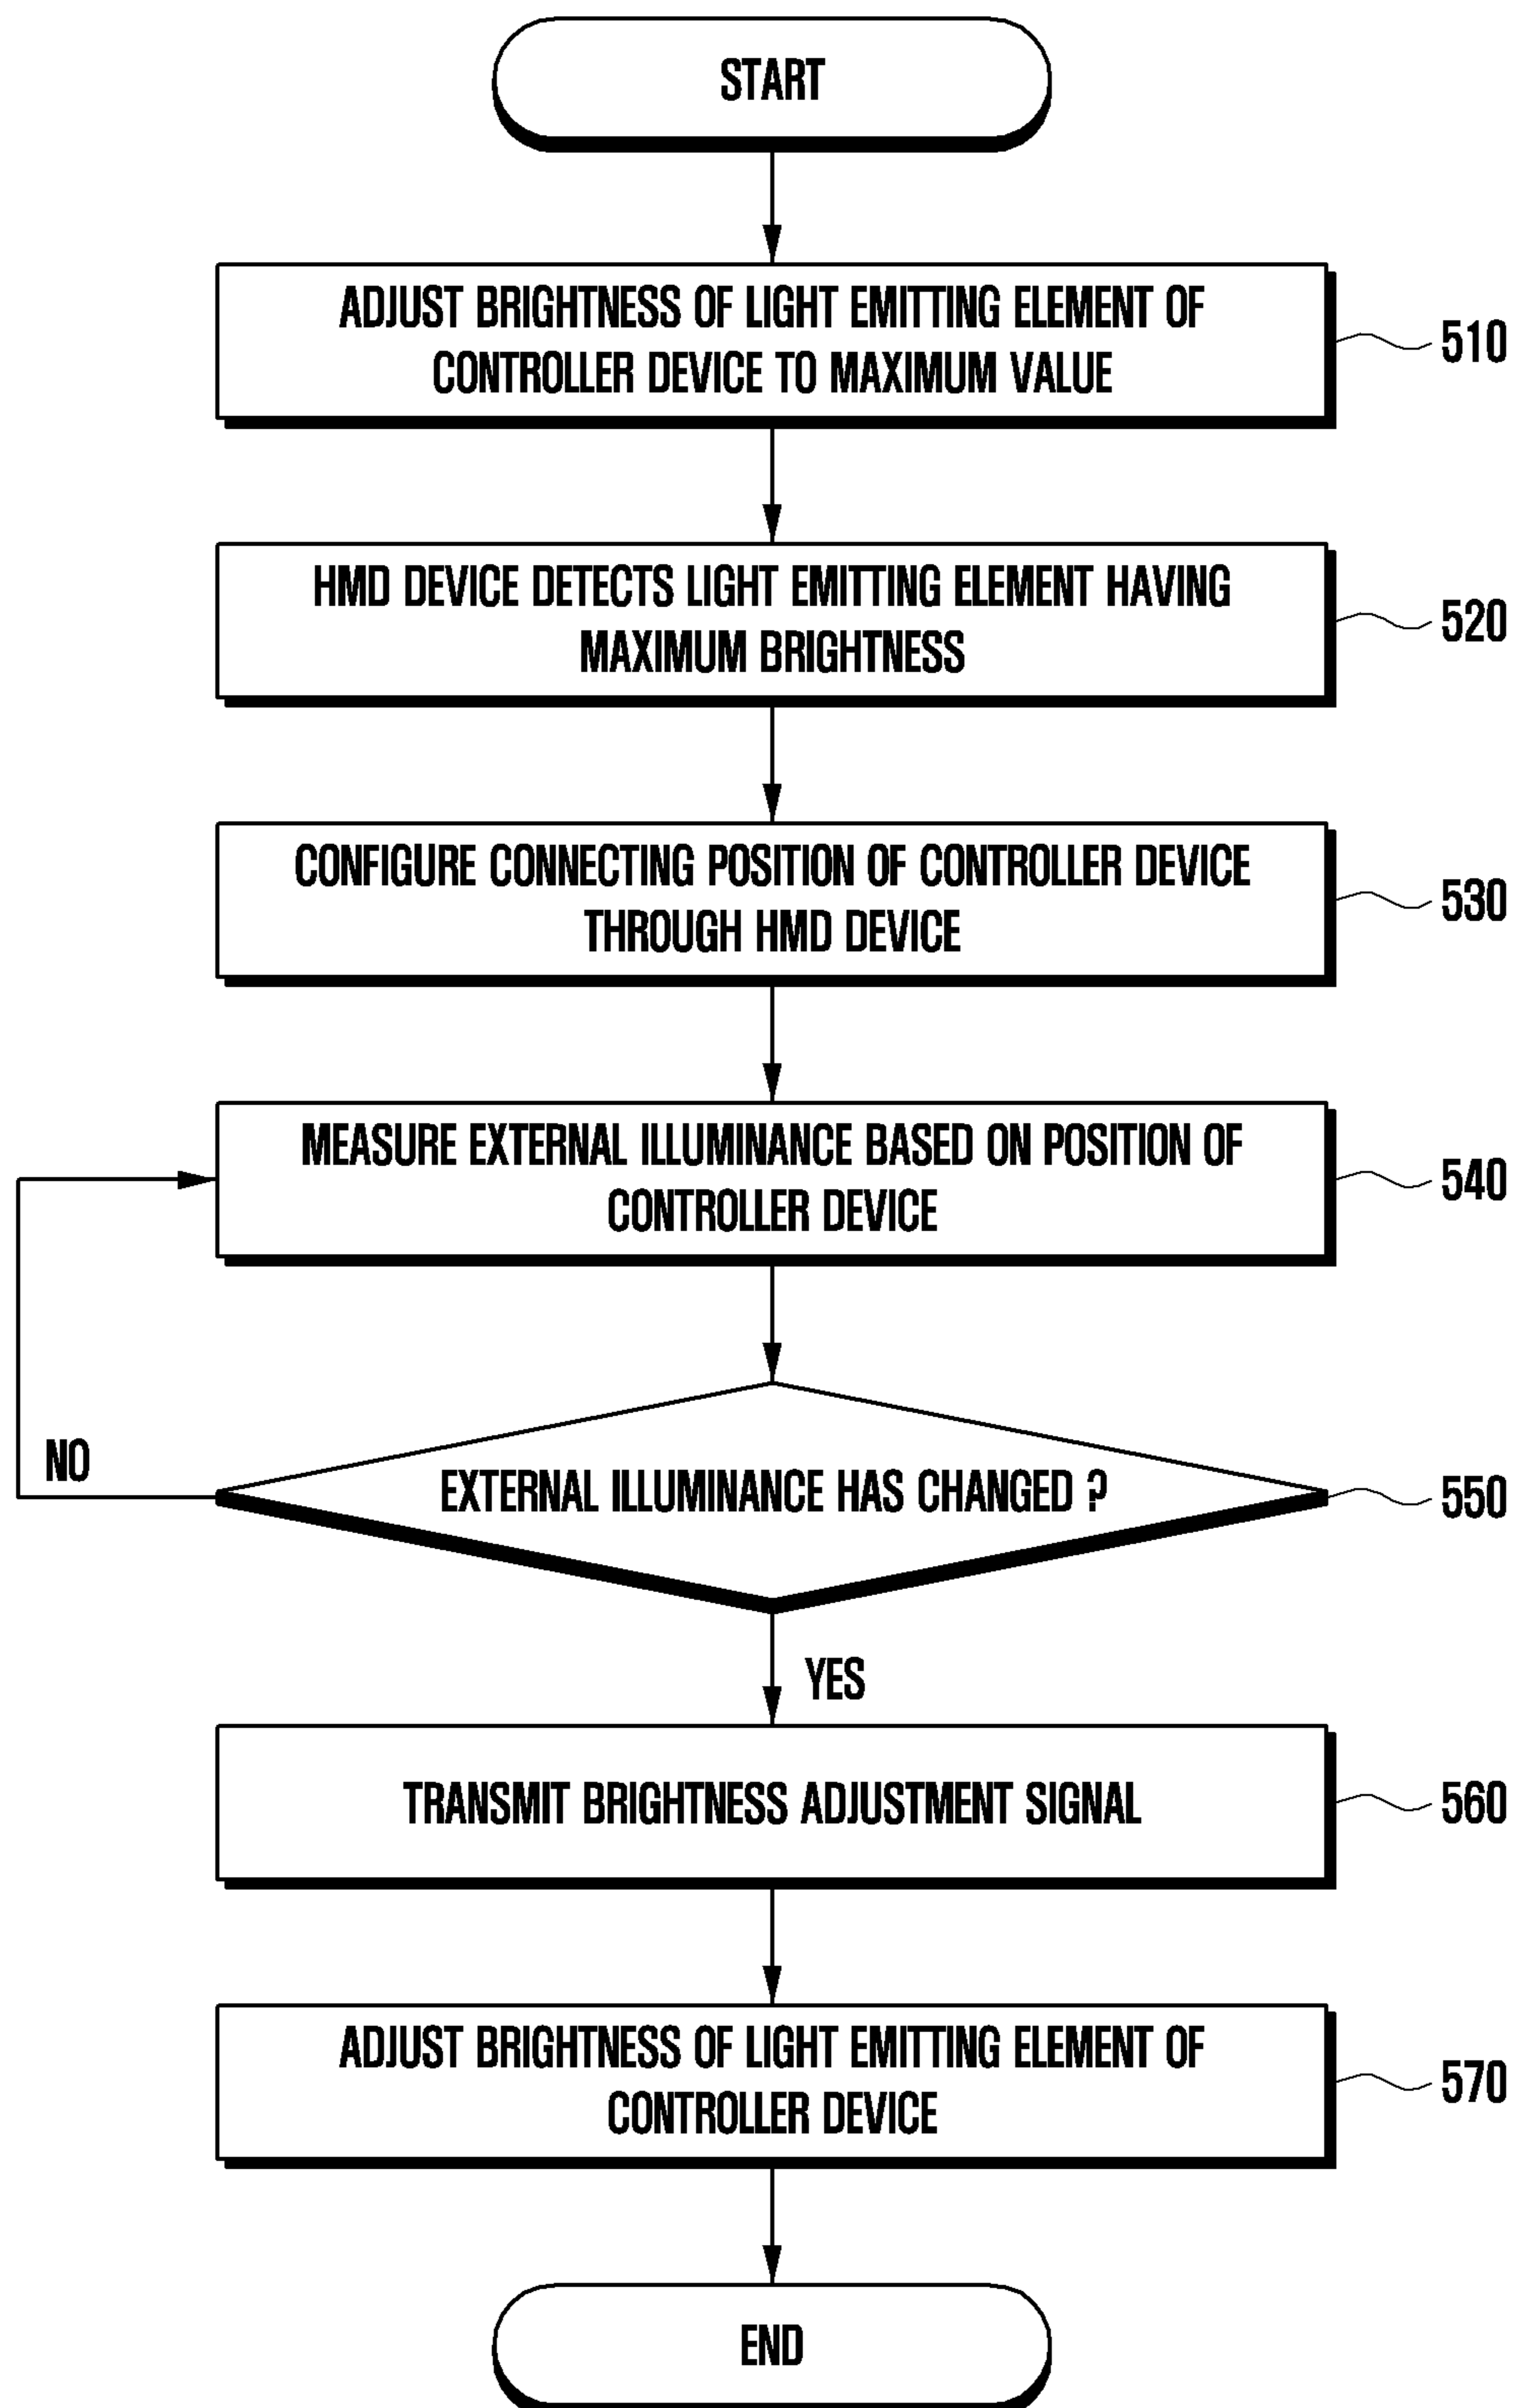 START
ADJUST BRIGHTNESS OF LIGHT EMITTING ELEMENT OF
CONTROLLER DEVICE TO MAXIMUM VALUE
510
HMD DEVICE DETECTS LIGHT EMITTING ELEMENT HAVING
MAXIMUM BRIGHTNESS
520
CONFIGURE CONNECTING POSITION OF CONTROLLER DEVICE
THROUGH HMD DEVICE
530
MEASURE EXTERNAL ILLUMINANCE BASED ON POSITION OF
CONTROLLER DEVICE
540
NO
EXTERNAL ILLUMINANCE HAS CHANGED ?
550
YES
TRANSMIT BRIGHTNESS ADJUSTMENT SIGNAL
560
ADJUST BRIGHTNESS OF LIGHT EMITTING ELEMENT OF
CONTROLLER DEVICE
570
END